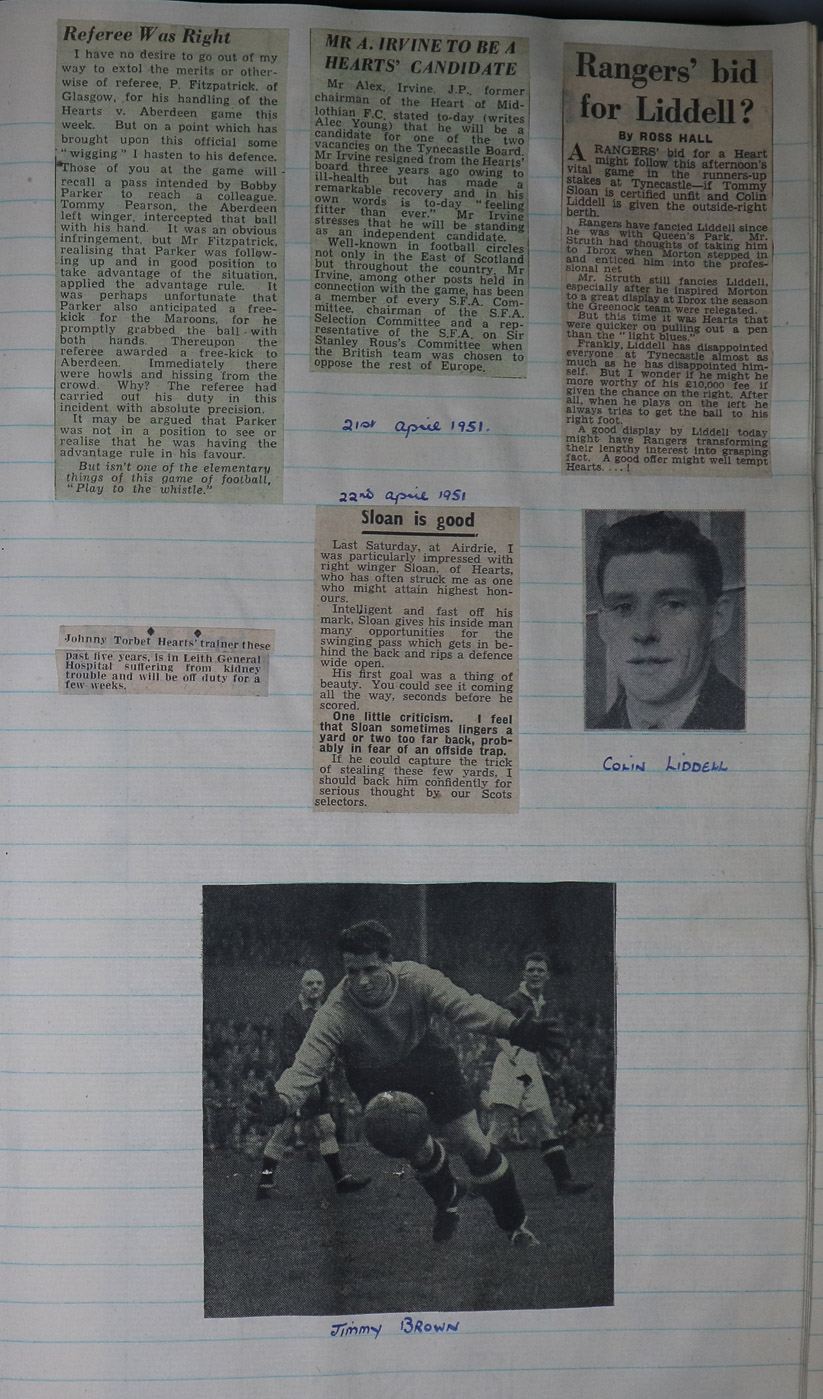 Referee Was Right
I have no desire to go out of my
way to extol the merits or other-
wise of referee, P. Fitzpatrick, of
Glasgow, for his handling of the
Hearts v. Aberdeen game this
week. But on a point which has
brought upon this official some
"wigging" I hasten to his defence.
Those of you at the game will
recall a pass intended by Bobby
Parker to reach a colleague.
Tommy Pearson, the Aberdeen
left winger, intercepted that ball
with his hand. It was an obvious
infringement, but Mr Fitzpatrick,
realising that Parker was follow-
ing up and in good position to
take advantage of the situation,
applied the advantage rule. It
was perhaps unfortunate that
Parker also anticipated a free-
kick for the Maroons, for he
promptly grabbed the ball with
both hands. Thereupon the
referee awarded a free-kick to
Aberdeen. Immediately there
were howls and hissing from the
crowd. Why? The referee had
carried out his duty in this
incident with absolute precision.
It may be argued that Parker
was not in a position to see or
realise that he was having the
advantage rule in his favour.
But isn't one of the elementary
things of this game of football,
"Play to the whistle."
MR A. IRVINE TO BE A
HEARTS' CANDIDATE
Mr Alex. Irvine, J.P., former
chairman of the Heart of Mid-
lothian F.C. stated to-day (writes
Alec Young) that he will be a
candidate for one of the two
vacancies on the Tynecastle Board.
Mr Irvine resigned from the Hearts'
board three years ago owing to
ill-health but has made a
remarkable recovery and in his
own words is to-day "feeling
fitter than ever." Mr Irvine
stresses that he will be standing
as an independent candidate.
Well-known in football circles
not only in the East of Scotland
but throughout the country, Mr
Irvine, among other posts held in
connection with the game, has been
a member of every S.F.A. Com-
mittee, chairman of the S.F.A.
Selection Committee and a rep-
resentative of the S.F.A. on Sir
Stanley Rous's Committee when
the British team was chosen to
oppose the rest of Europe.
21st April 1951.
Rangers' bid
for Liddell?
By ROSS HALL
A RANGERS' bid for a Heart
might follow this afternoon's
vital game in the runners-up
stakes at Tynecastle—if Tommy
Sloan is certified unfit and Colin
Liddell is given the outside-right
berth.
Rangers have fancied Liddell since
he was with Queen's Park. Mr.
Struth had thoughts of taking him
to Ibrox when Morton stepped in
and enticed him into the profes-
sional net
Mr. Struth still fancies Liddell,
especially after he inspired Morton
to a great display at Ibrox the season
the Greenock team were relegated.
But this time it was Hearts that
were quicker on pulling out a pen
than the "light blues."
Frankly, Liddell has disappointed
everyone at Tynecastle almost as
much as he has disappointed him-
self. But I wonder if he might be
more worthy of his £10,000 fee if
given the chance on the right. After
all, when he plays on the left he
always tries to get the ball to his
right foot.
A good display by Liddell today
might have Rangers transforming
their lengthy interest into grasping
fact. A good offer might well tempt
Hearts. . . . !
22nd April 1951
Sloan is good
Last Saturday, at Airdrie, I
was particularly impressed with
right winger Sloan, of Hearts,
who has often struck me as one
who might attain highest hon-
ours.
Intelligent and fast off his
mark, Sloan gives his inside man
many opportunities for the
swinging pass which gets in be-
hind the back and rips a defence
wide open.
His first goal was a thing of
beauty. You could see it coming
all the way, seconds before he
scored.
One little criticism. I feel
that Sloan sometimes lingers a
yard or two too far back, prob-
ably in fear of an offside trap.
If he could capture the trick
of stealing these few yards, I
should back him confidently for
serious thought by our Scots
selectors.
Johnny Torbet Hearts' trainer these
past five years, is in Leith General
Hospital suffering from kidney
trouble and will be off duty for a
few weeks.
COLIN LIDDELL
Jimmy BROWN